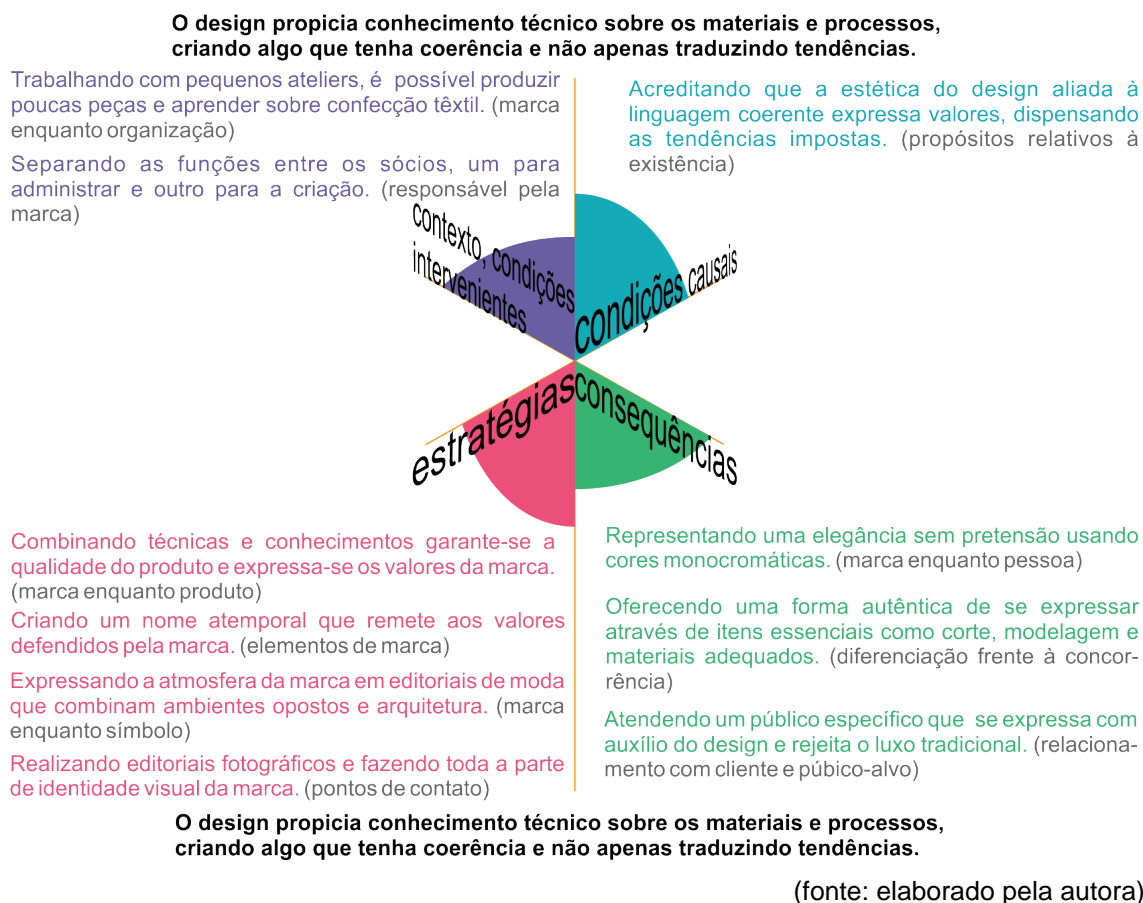 O design propicia conhecimento técnico sobre os materiais e processos,
criando algo que tenha coerência e não apenas traduzindo tendências.
Trabalhando com pequenos ateliers, é possível produzir
poucas peças e aprender sobre confecção têxtil. (marca
enquanto organização)
Separando as funções entre os sócios, um para
administrar e outro para a criação. (responsável pela
marca)
Acreditando que a estética do design aliada à
linguagem coerente expressa valores, dispensando
as tendências impostas. (propósitos relativos à
existência)
contexto, condições
intervenientes
condições causais
estratégias
consequências
Combinando técnicas e conhecimentos garante-se a
qualidade do produto e expressa-se os valores da marca.
(marca enquanto produto)
Criando um nome atemporal que remete aos valores
defendidos pela marca. (elementos de marca)
Expressando a atmosfera da marca em editoriais de moda
que combinam ambientes opostos e arquitetura. (marca
enquanto símbolo)
Realizando editoriais fotográficos e fazendo toda a parte
de identidade visual da marca. (pontos de contato)
Representando uma elegância sem pretensão usando
cores monocromáticas. (marca enquanto pessoa)
Oferecendo uma forma autêntica de se expressar
através de itens essenciais como corte, modelagem e
materiais adequados. (diferenciação frente à concor-
rência)
Atendendo um público específico que se expressa com
auxílio do design e rejeita o luxo tradicional. (relaciona-
mento com cliente e púbico-alvo)
O design propicia conhecimento técnico sobre os materiais e processos,
criando algo que tenha coerência e não apenas traduzindo tendências.
(fonte: elaborado pela autora)